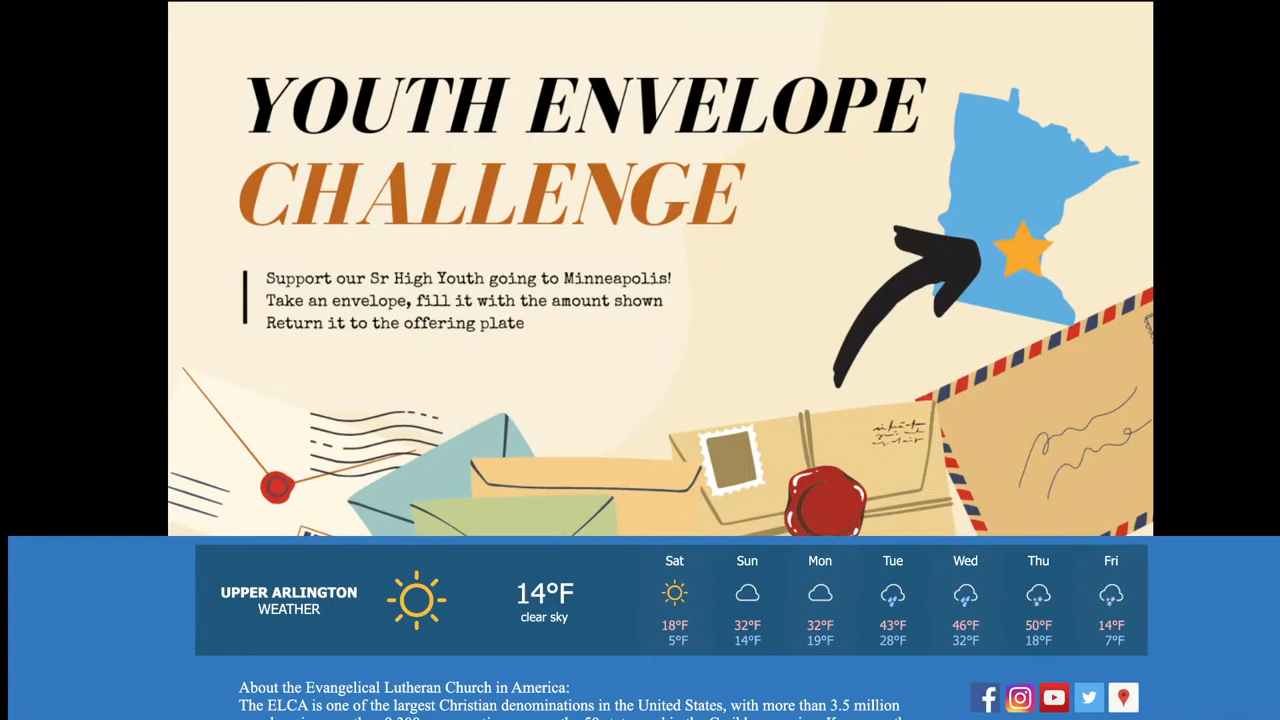 YOUTH ENVELOPE
CHALLENGE
Support our Sr High Youth going to Minneapolis!
Take an envelope, fill it with the amount shown
Return it to the offering plate
UPPER ARLINGTON
WEATHER
14°F
clear sky
Sat Sun Mon Tue Wed Thu Fri
18°F 32°F 32°F 43°F 46°F 50°F 14°F
5°F 14°F 19°F 28°F 32°F 18°F 7°F
About the Evangelical Lutheran Church in America:
The ELCA is one of the largest Christian denominations in the United States, with more than 3.5 million